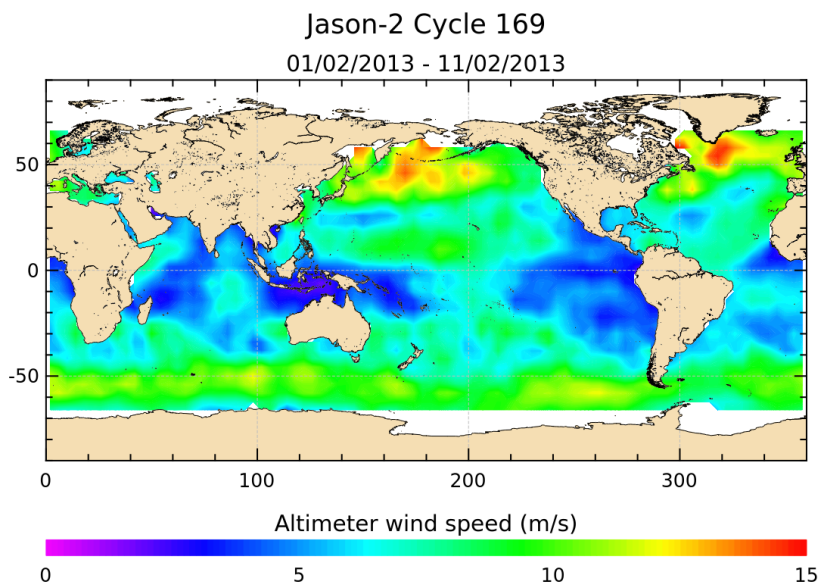 Jason-2 Cycle 169
01/02/2013 - 11/02/2013
50
0
-50
0 100 200 300
Altimeter wind speed (m/s)
0 5 10 15